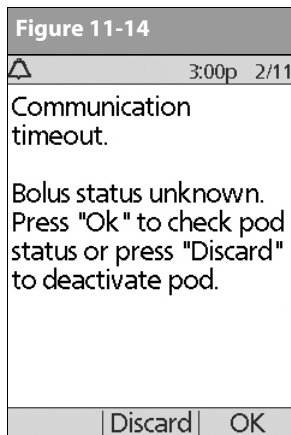 Figure 11-14
3:00p 2/11
Communication
timeout.
Bolus status unknown.
Press "Ok" to check pod
status or press "Discard"
to deactivate pod.
Discard OK